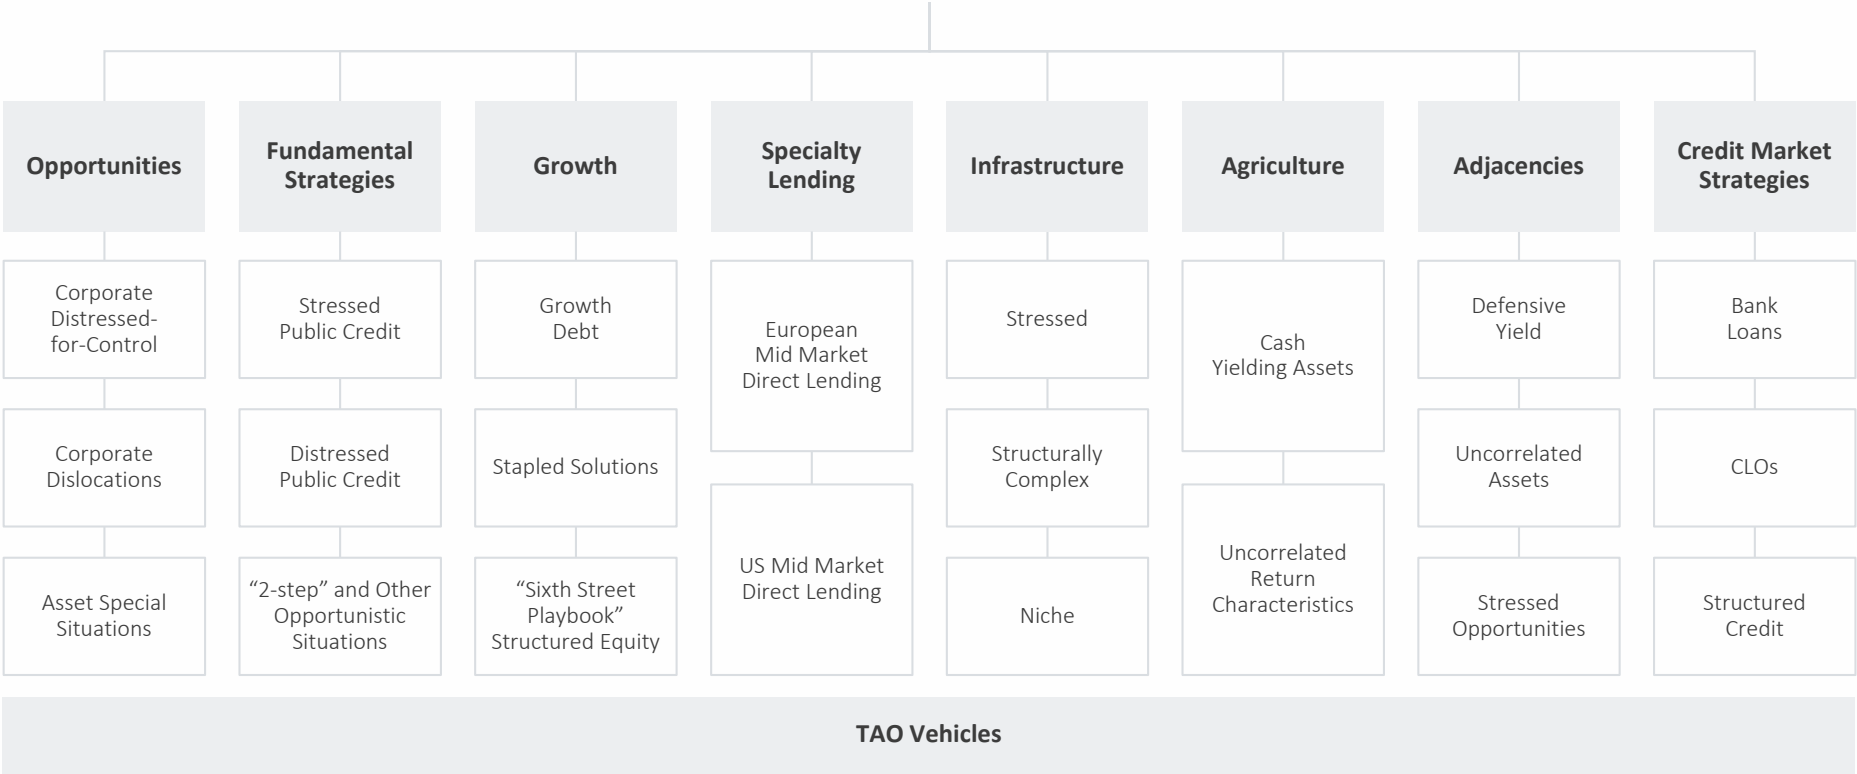 Opportunities
Corporate
Distressed-
for-Control
Corporate
Dislocations
Asset Special
Situations
Fundamental
Strategies
Stressed
Public Credit
Distressed
Public Credit
“2-step” and Other
Opportunistic
Situations
Growth
Growth
Debt
Stapled Solutions
“Sixth Street
Playbook”
Structured Equity
Specialty
Lending
European
Mid Market
Direct Lending
US Mid Market
Direct Lending
Infrastructure
Stressed
Structurally
Complex
Niche
Agriculture
Cash
Yielding Assets
Uncorrelated
Return
Characteristics
Adjacencies
Defensive
Yield
Uncorrelated
Assets
Stressed
Opportunities
Credit Market
Strategies
Bank
Loans
CLOs
Structured
Credit
TAO Vehicles